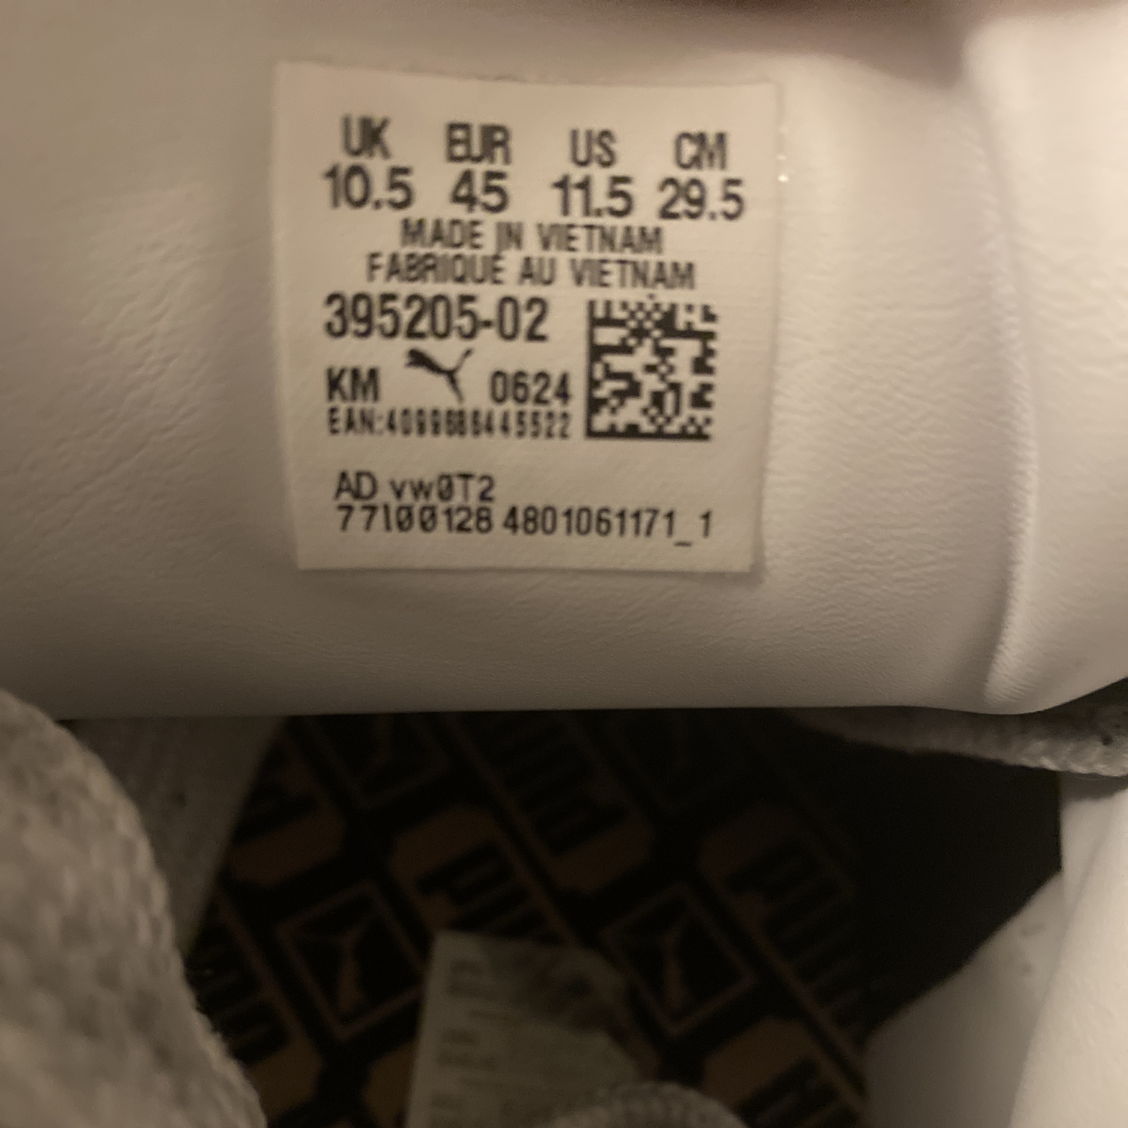 UK EUR US CM
10.5 45 11.5 29.5
MADE IN VIETNAM
FABRIQUE AU VIETNAM
395205-02
KM 0624
EAN:4099686445522
AD vw0T2
77I00128 4801061171_1